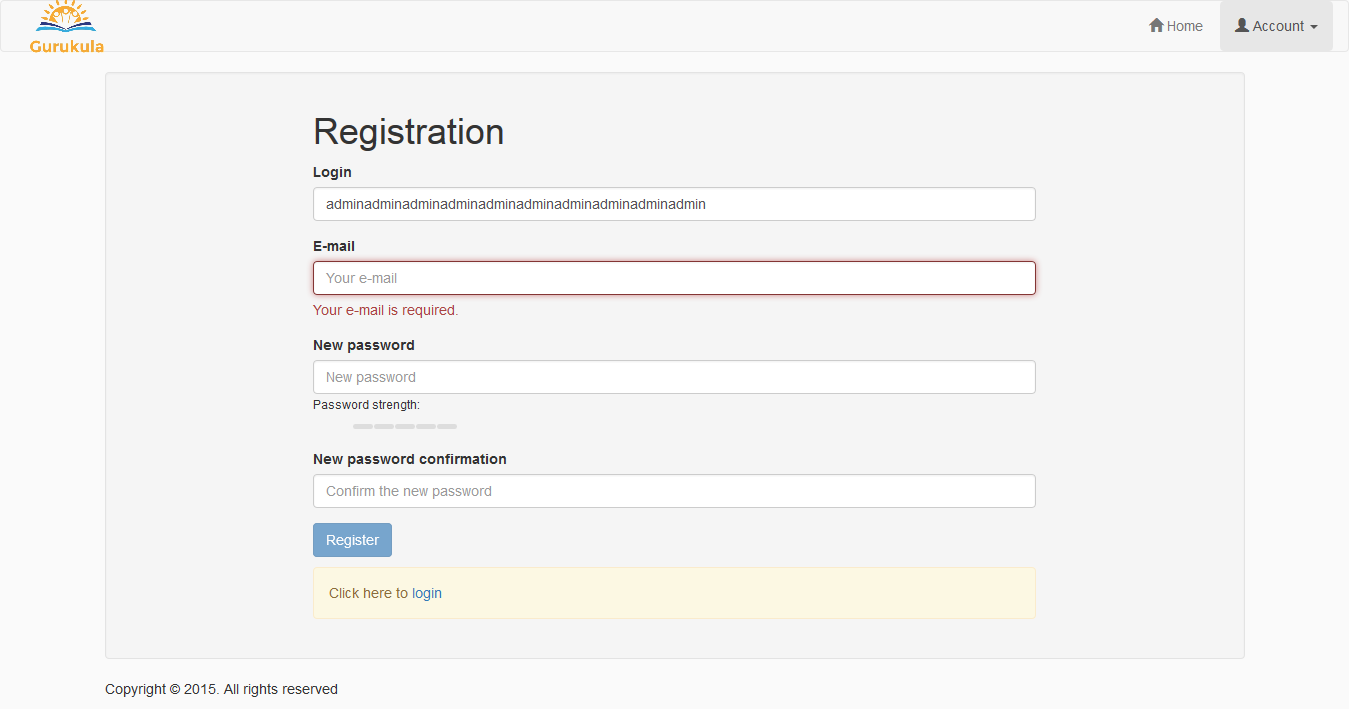 Gurukula
Home
Account
Registration
Login
adminadminadminadminadminadminadminadminadminadmin
E-mail
Your e-mail
Your e-mail is required.
New password
New password
Password strength:
New password confirmation
Confirm the new password
Register
Click here to login
Copyright © 2015. All rights reserved